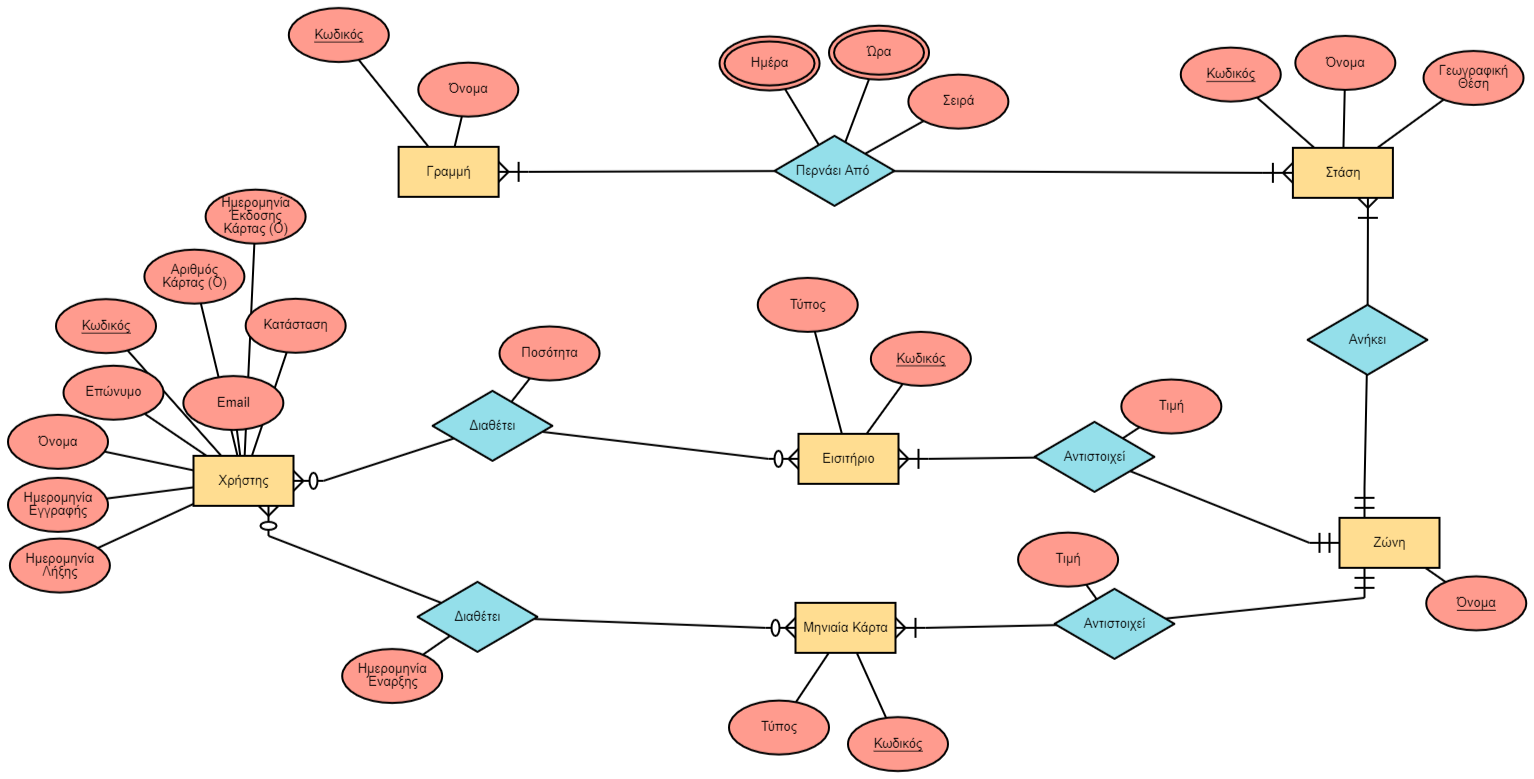 Κωδικός
Όνομα
Ημέρα
Ώρα
Σειρά
Κωδικός
Όνομα
Γεωγραφική
Θέση
Γραμμή
Περνάει Από
Στάση
Ημερομηνία
Έκδοσης
Κάρτας (Ο)
Αριθμός
Κάρτας (Ο)
Κωδικός
Κατάσταση
Επώνυμο
Email
Όνομα
Χρήστης
Ημερομηνία
Εγγραφής
Ημερομηνία
Λήξης
Ποσότητα
Διαθέτει
Τύπος
Κωδικός
Εισιτήριο
Τιμή
Αντιστοιχεί
Ανήκει
Ζώνη
Όνομα
Διαθέτει
Ημερομηνία
Έναρξης
Μηνιαία Κάρτα
Τύπος
Κωδικός
Τιμή
Αντιστοιχεί